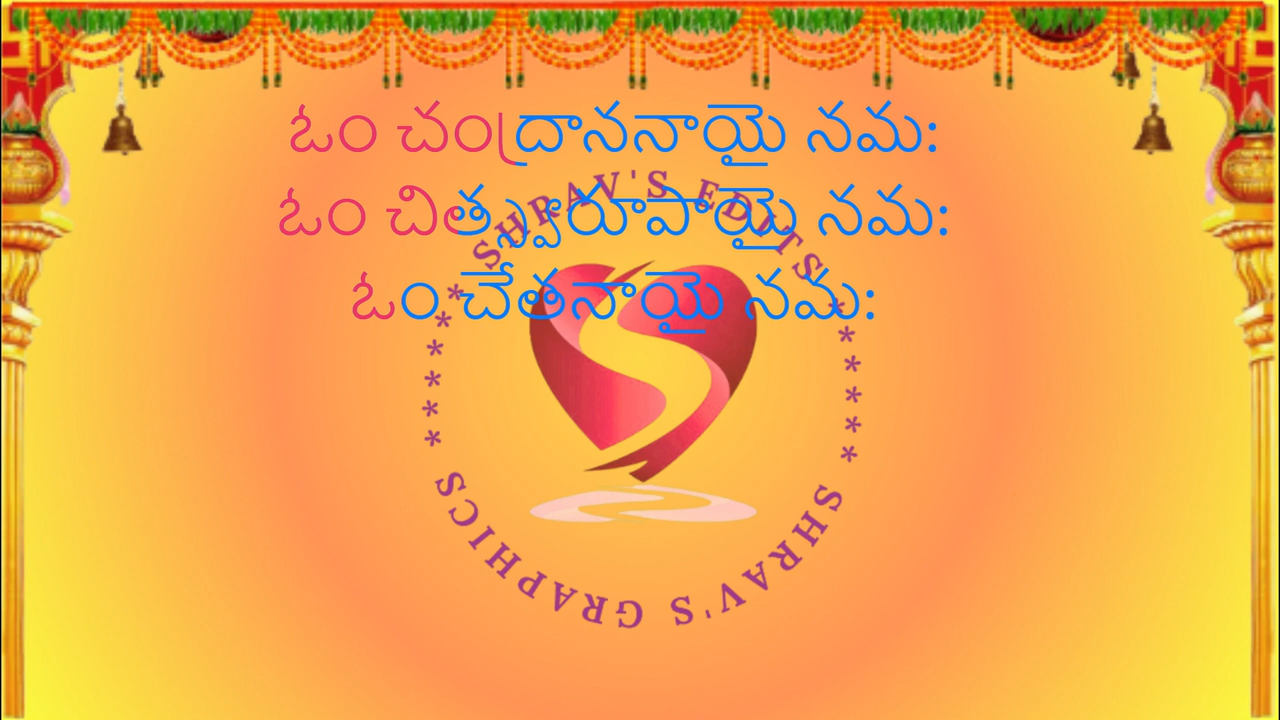 ఓం చంద్రాననాయై నమ:
ఓం చిత్స్వరూపాయై నమ:
ఓం చేతనాయై నమ:
***** SHRAV'S EDITS *****
SHRAV'S GRAPHICS